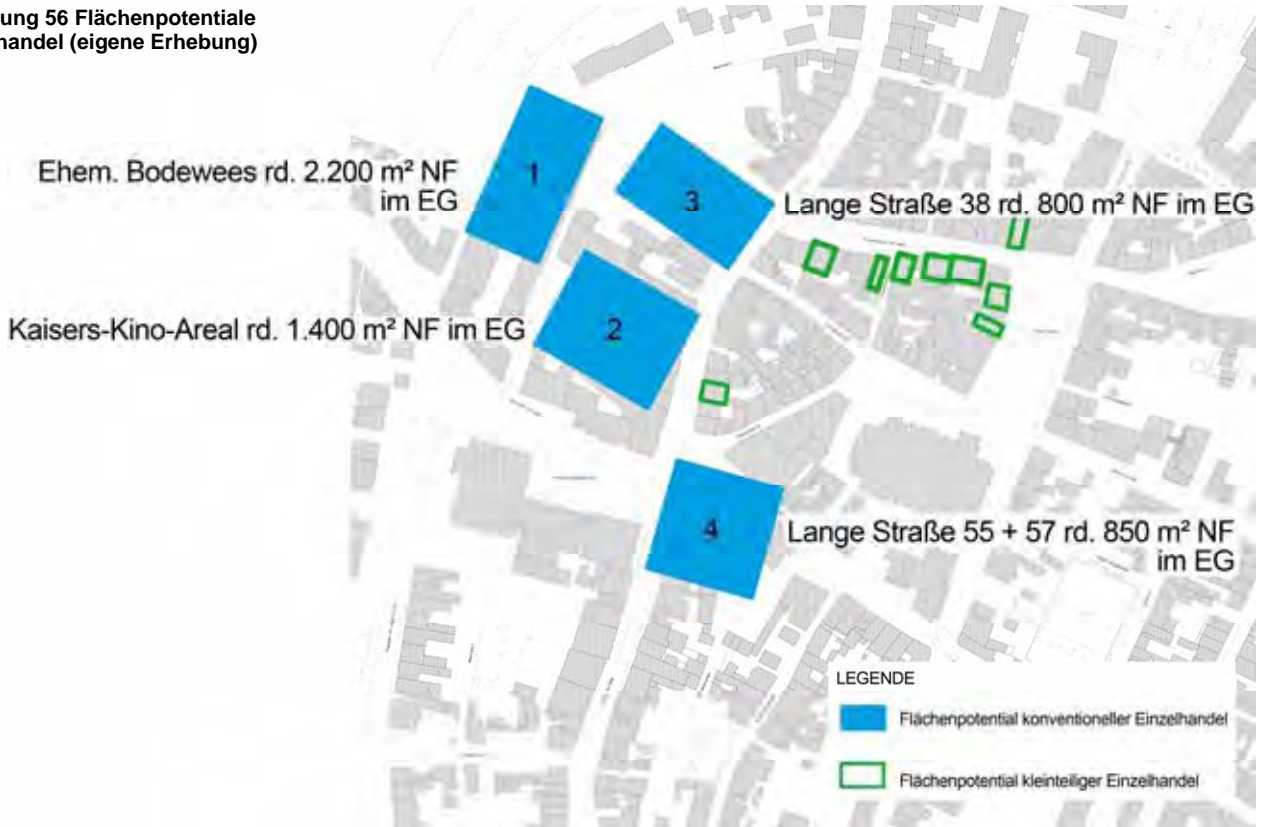 ung 56 Flächenpotentiale
handel (eigene Erhebung)
1
Ehem. Bodewees rd. 2.200 m² NF
im EG
3
Lange Straße 38 rd. 800 m² NF im EG
2
Kaisers-Kino-Areal rd. 1.400 m² NF im EG
4
Lange Straße 55 + 57 rd. 850 m² NF
im EG
LEGENDE
Flächenpotential konventioneller Einzelhandel
Flächenpotential kleinteiliger Einzelhandel